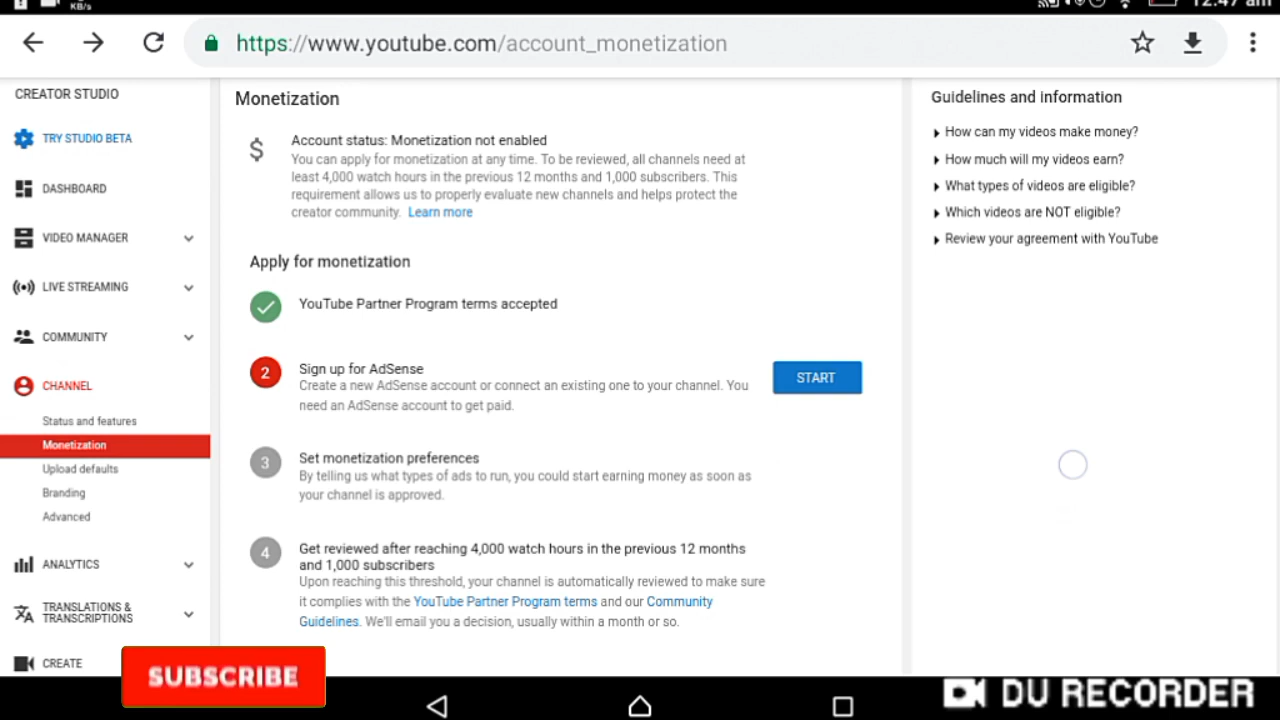 KB/s
12:47 am
https://www.youtube.com/account_monetization
CREATOR STUDIO
TRY STUDIO BETA
DASHBOARD
VIDEO MANAGER
LIVE STREAMING
COMMUNITY
CHANNEL
Status and features
Monetization
Upload defaults
Branding
Advanced
ANALYTICS
TRANSLATIONS &
TRANSCRIPTIONS
CREATE
Monetization
$
Account status: Monetization not enabled
You can apply for monetization at any time. To be reviewed, all channels need at
least 4,000 watch hours in the previous 12 months and 1,000 subscribers. This
requirement allows us to properly evaluate new channels and helps protect the
creator community. Learn more
Apply for monetization
YouTube Partner Program terms accepted
2
Sign up for AdSense
Create a new AdSense account or connect an existing one to your channel. You
need an AdSense account to get paid.
START
3
Set monetization preferences
By telling us what types of ads to run, you could start earning money as soon as
your channel is approved.
4
Get reviewed after reaching 4,000 watch hours in the previous 12 months
and 1,000 subscribers
Upon reaching this threshold, your channel is automatically reviewed to make sure
it complies with the YouTube Partner Program terms and our Community
Guidelines. We'll email you a decision, usually within a month or so.
Guidelines and information
How can my videos make money?
How much will my videos earn?
What types of videos are eligible?
Which videos are NOT eligible?
Review your agreement with YouTube
SUBSCRIBE
DU RECORDER